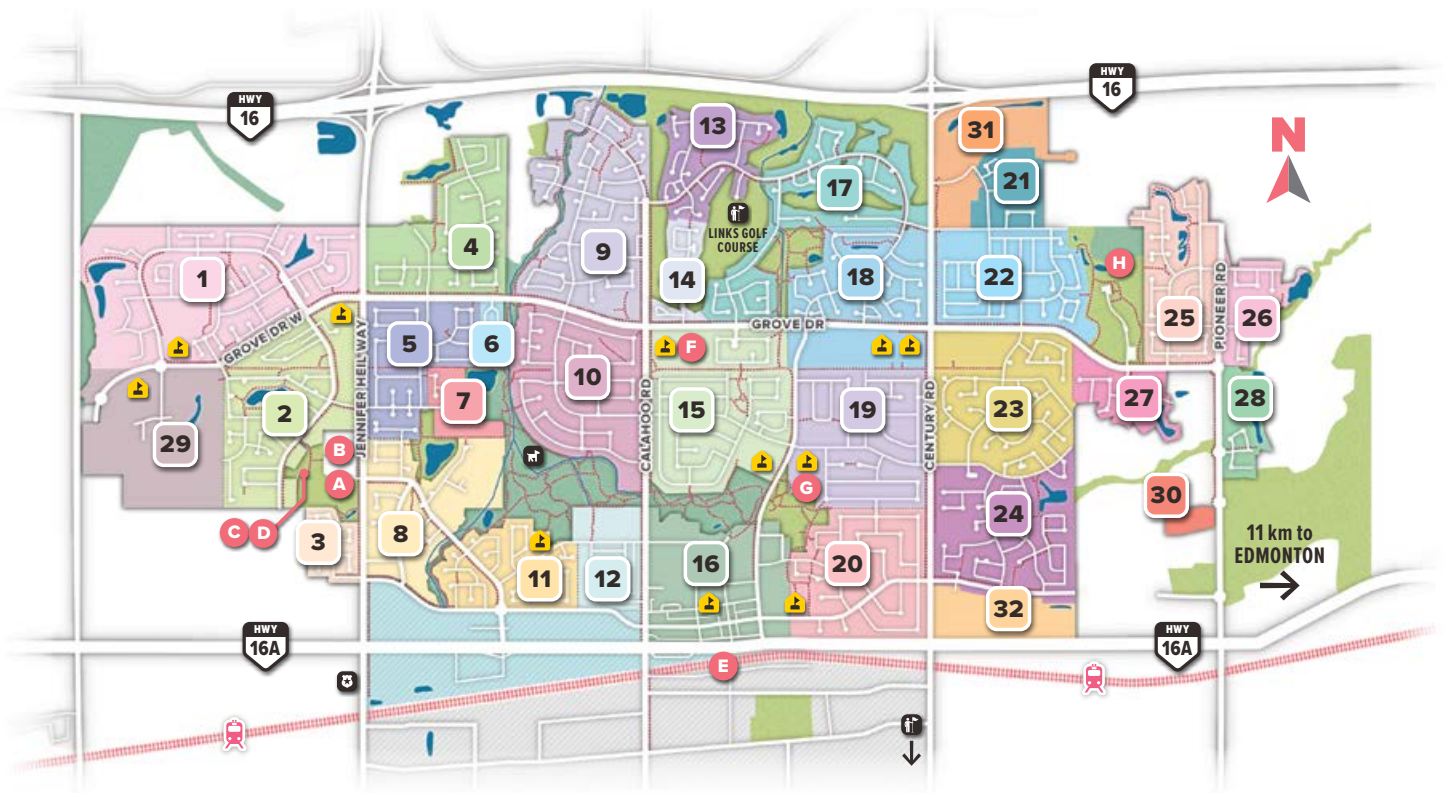 HWY
16
HWY
16
N
13
31
17
21
LINKS GOLF
COURSE
4
9
1
14
18
22
H
25
26
PIONEER RD
GROVE DR W
GROVE DR
JENNIFER HEIL WAY
5
6
F
10
7
2
CALAHOO RD
15
19
CENTURY RD
23
27
28
29
B
A
G
30
C
D
3
8
24
11 km to
EDMONTON
11
12
16
20
32
HWY
16A
HWY
16A
E